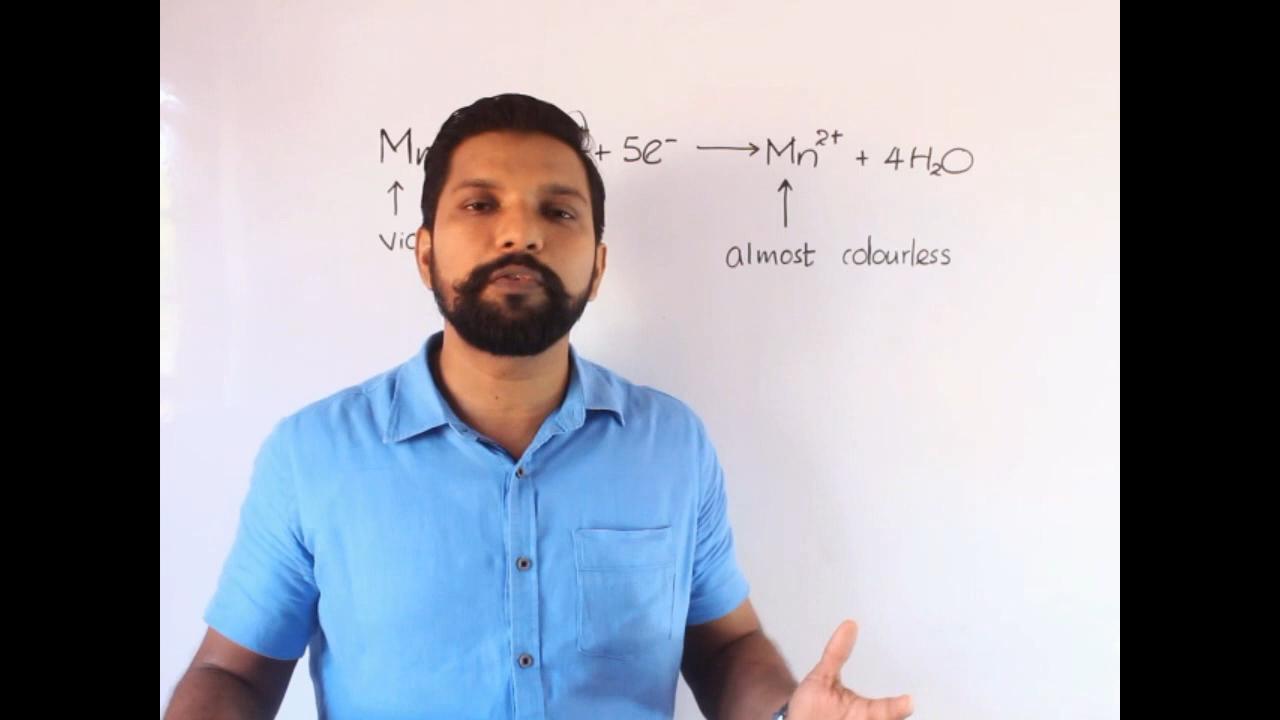 Mn + 5e⁻ ⟶ Mn²⁺ + 4H₂O
↑ ↑
almost colourless